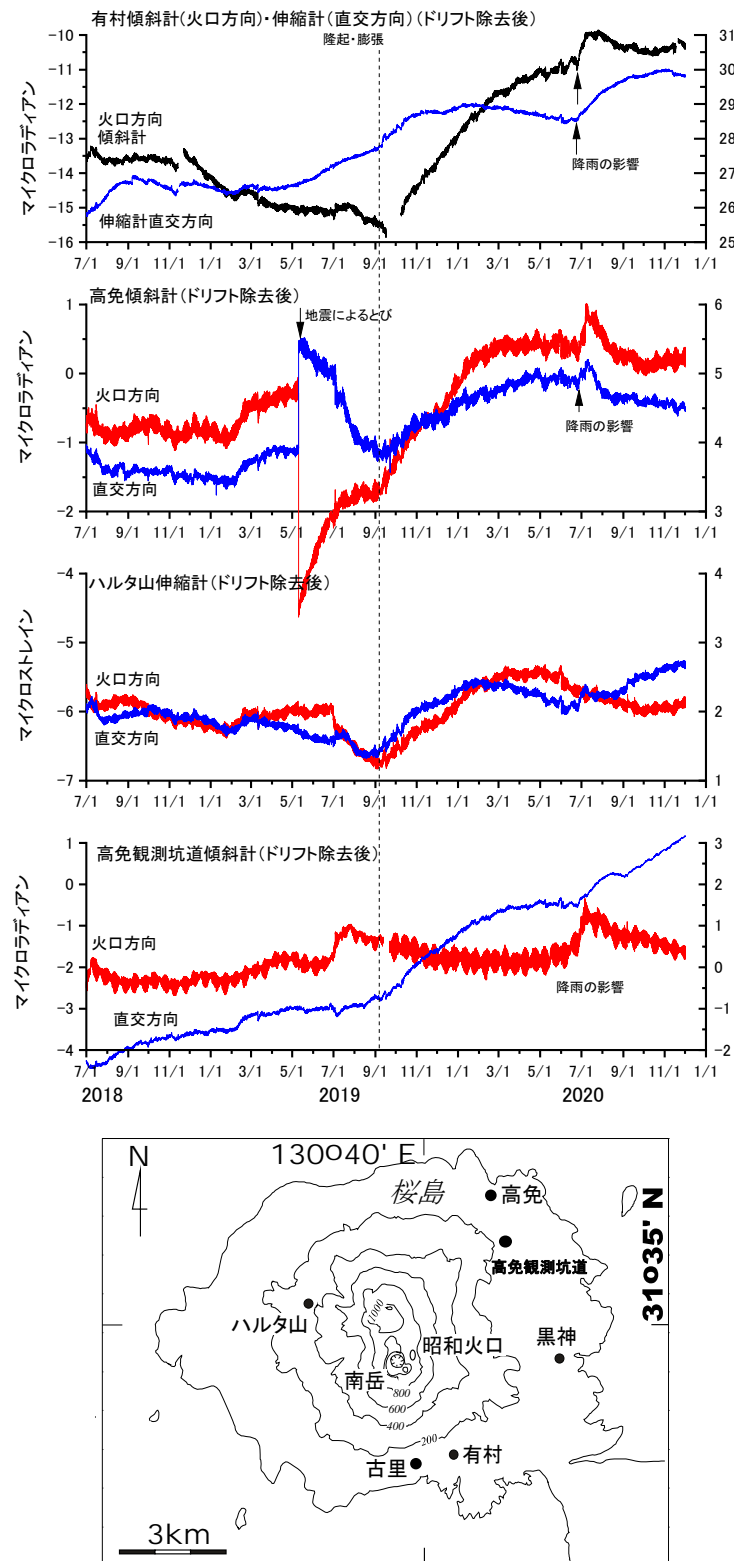 有村傾斜計(火口方向)・伸縮計(直交方向)(ドリフト除去後)
隆起・膨張
マイクロラディアン
-10
-11
-12
-13
-14
-15
-16
31
30
29
28
27
26
25
火口方向
傾斜計
伸縮計直交方向
降雨の影響
7/1 9/1 11/1 1/1 3/1 5/1 7/1 9/1 11/1 1/1 3/1 5/1 7/1 9/1 11/1 1/1
高免傾斜計(ドリフト除去後)
地震によるとび
マイクロラディアン
1
0
-1
-2
6
5
4
3
火口方向
直交方向
降雨の影響
7/1 9/1 11/1 1/1 3/1 5/1 7/1 9/1 11/1 1/1 3/1 5/1 7/1 9/1 11/1 1/1
ハルタ山伸縮計(ドリフト除去後)
マイクロストレイン
-4
-5
-6
-7
4
3
2
1
火口方向
直交方向
7/1 9/1 11/1 1/1 3/1 5/1 7/1 9/1 11/1 1/1 3/1 5/1 7/1 9/1 11/1 1/1
高免観測坑道傾斜計(ドリフト除去後)
マイクロラディアン
1
0
-1
-2
-3
-4
3
2
1
0
-1
-2
火口方向
直交方向
降雨の影響
7/1 9/1 11/1 1/1 3/1 5/1 7/1 9/1 11/1 1/1 3/1 5/1 7/1 9/1 11/1 1/1
2018 2019 2020
N
130O40' E
桜島
高免
31O35' N
高免観測坑道
ハルタ山
1000
昭和火口
黒神
南岳
800
600
400
200
古里
有村
3km